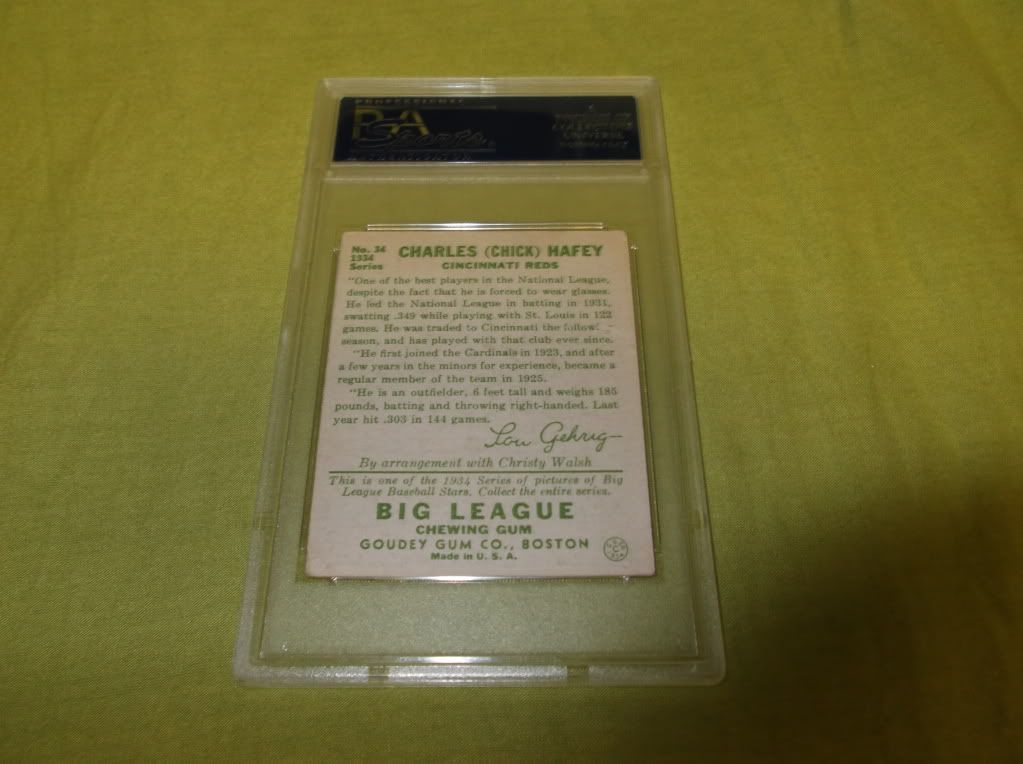 PROFESSIONAL
PSA
Sports
COLLECTORS
UNIVERSE
No. 34
1934
Series
CHARLES (CHICK) HAFEY
CINCINNATI REDS
"One of the best players in the National League,
despite the fact that he is forced to wear glasses.
He led the National League in batting in 1931,
swatting .349 while playing with St. Louis in 122
games. He was traded to Cincinnati the
season, and has played with that club ever since.
"He first joined the Cardinals in 1923, and after
a few years in the minors for experience, became a
regular member of the team in 1925.
"He is an outfielder, 6 feet tall and weighs 185
pounds, batting and throwing right-handed. Last
year hit .303 in 144 games.
Lou Gehrig
By arrangement with Christy Walsh
This is one of the 1934 Series of pictures of Big
League Baseball Stars. Collect the entire series.
BIG LEAGUE
CHEWING GUM
GOUDEY GUM CO., BOSTON
Made in U. S. A.